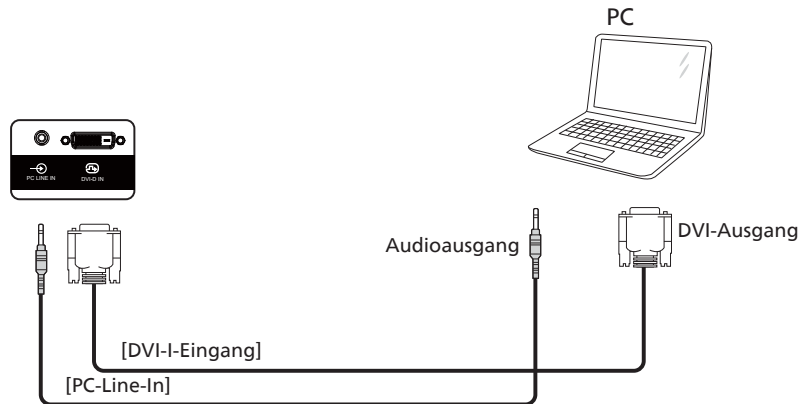 PC
PC LINE IN
DVI-D IN
Audioausgang
DVI-Ausgang
[DVI-I-Eingang]
[PC-Line-In]